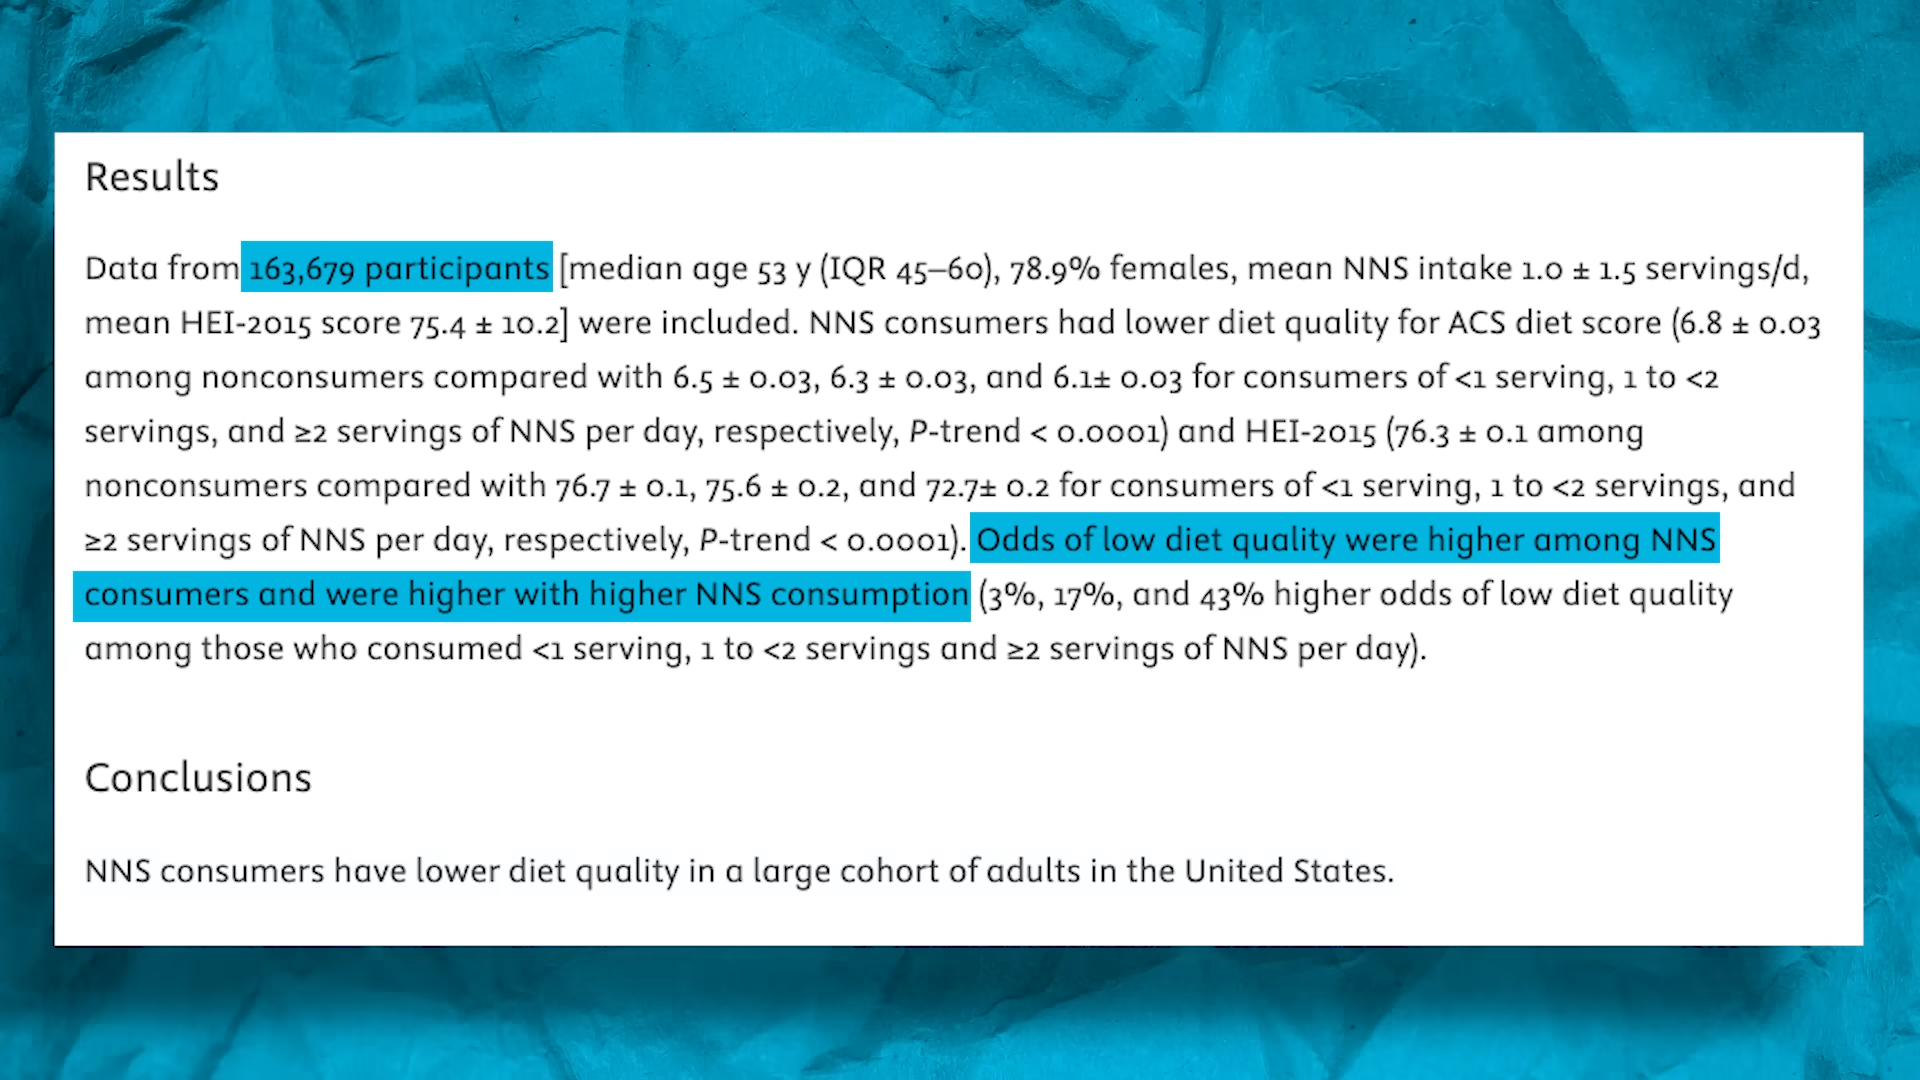 Results
Data from 163,679 participants [median age 53 y (IQR 45–60), 78.9% females, mean NNS intake 1.0 ± 1.5 servings/d,
mean HEI-2015 score 75.4 ± 10.2] were included. NNS consumers had lower diet quality for ACS diet score (6.8 ± 0.03
among nonconsumers compared with 6.5 ± 0.03, 6.3 ± 0.03, and 6.1± 0.03 for consumers of <1 serving, 1 to <2
servings, and ≥2 servings of NNS per day, respectively, P-trend < 0.0001) and HEI-2015 (76.3 ± 0.1 among
nonconsumers compared with 76.7 ± 0.1, 75.6 ± 0.2, and 72.7± 0.2 for consumers of <1 serving, 1 to <2 servings, and
≥2 servings of NNS per day, respectively, P-trend < 0.0001). Odds of low diet quality were higher among NNS
consumers and were higher with higher NNS consumption (3%, 17%, and 43% higher odds of low diet quality
among those who consumed <1 serving, 1 to <2 servings and ≥2 servings of NNS per day).
Conclusions
NNS consumers have lower diet quality in a large cohort of adults in the United States.